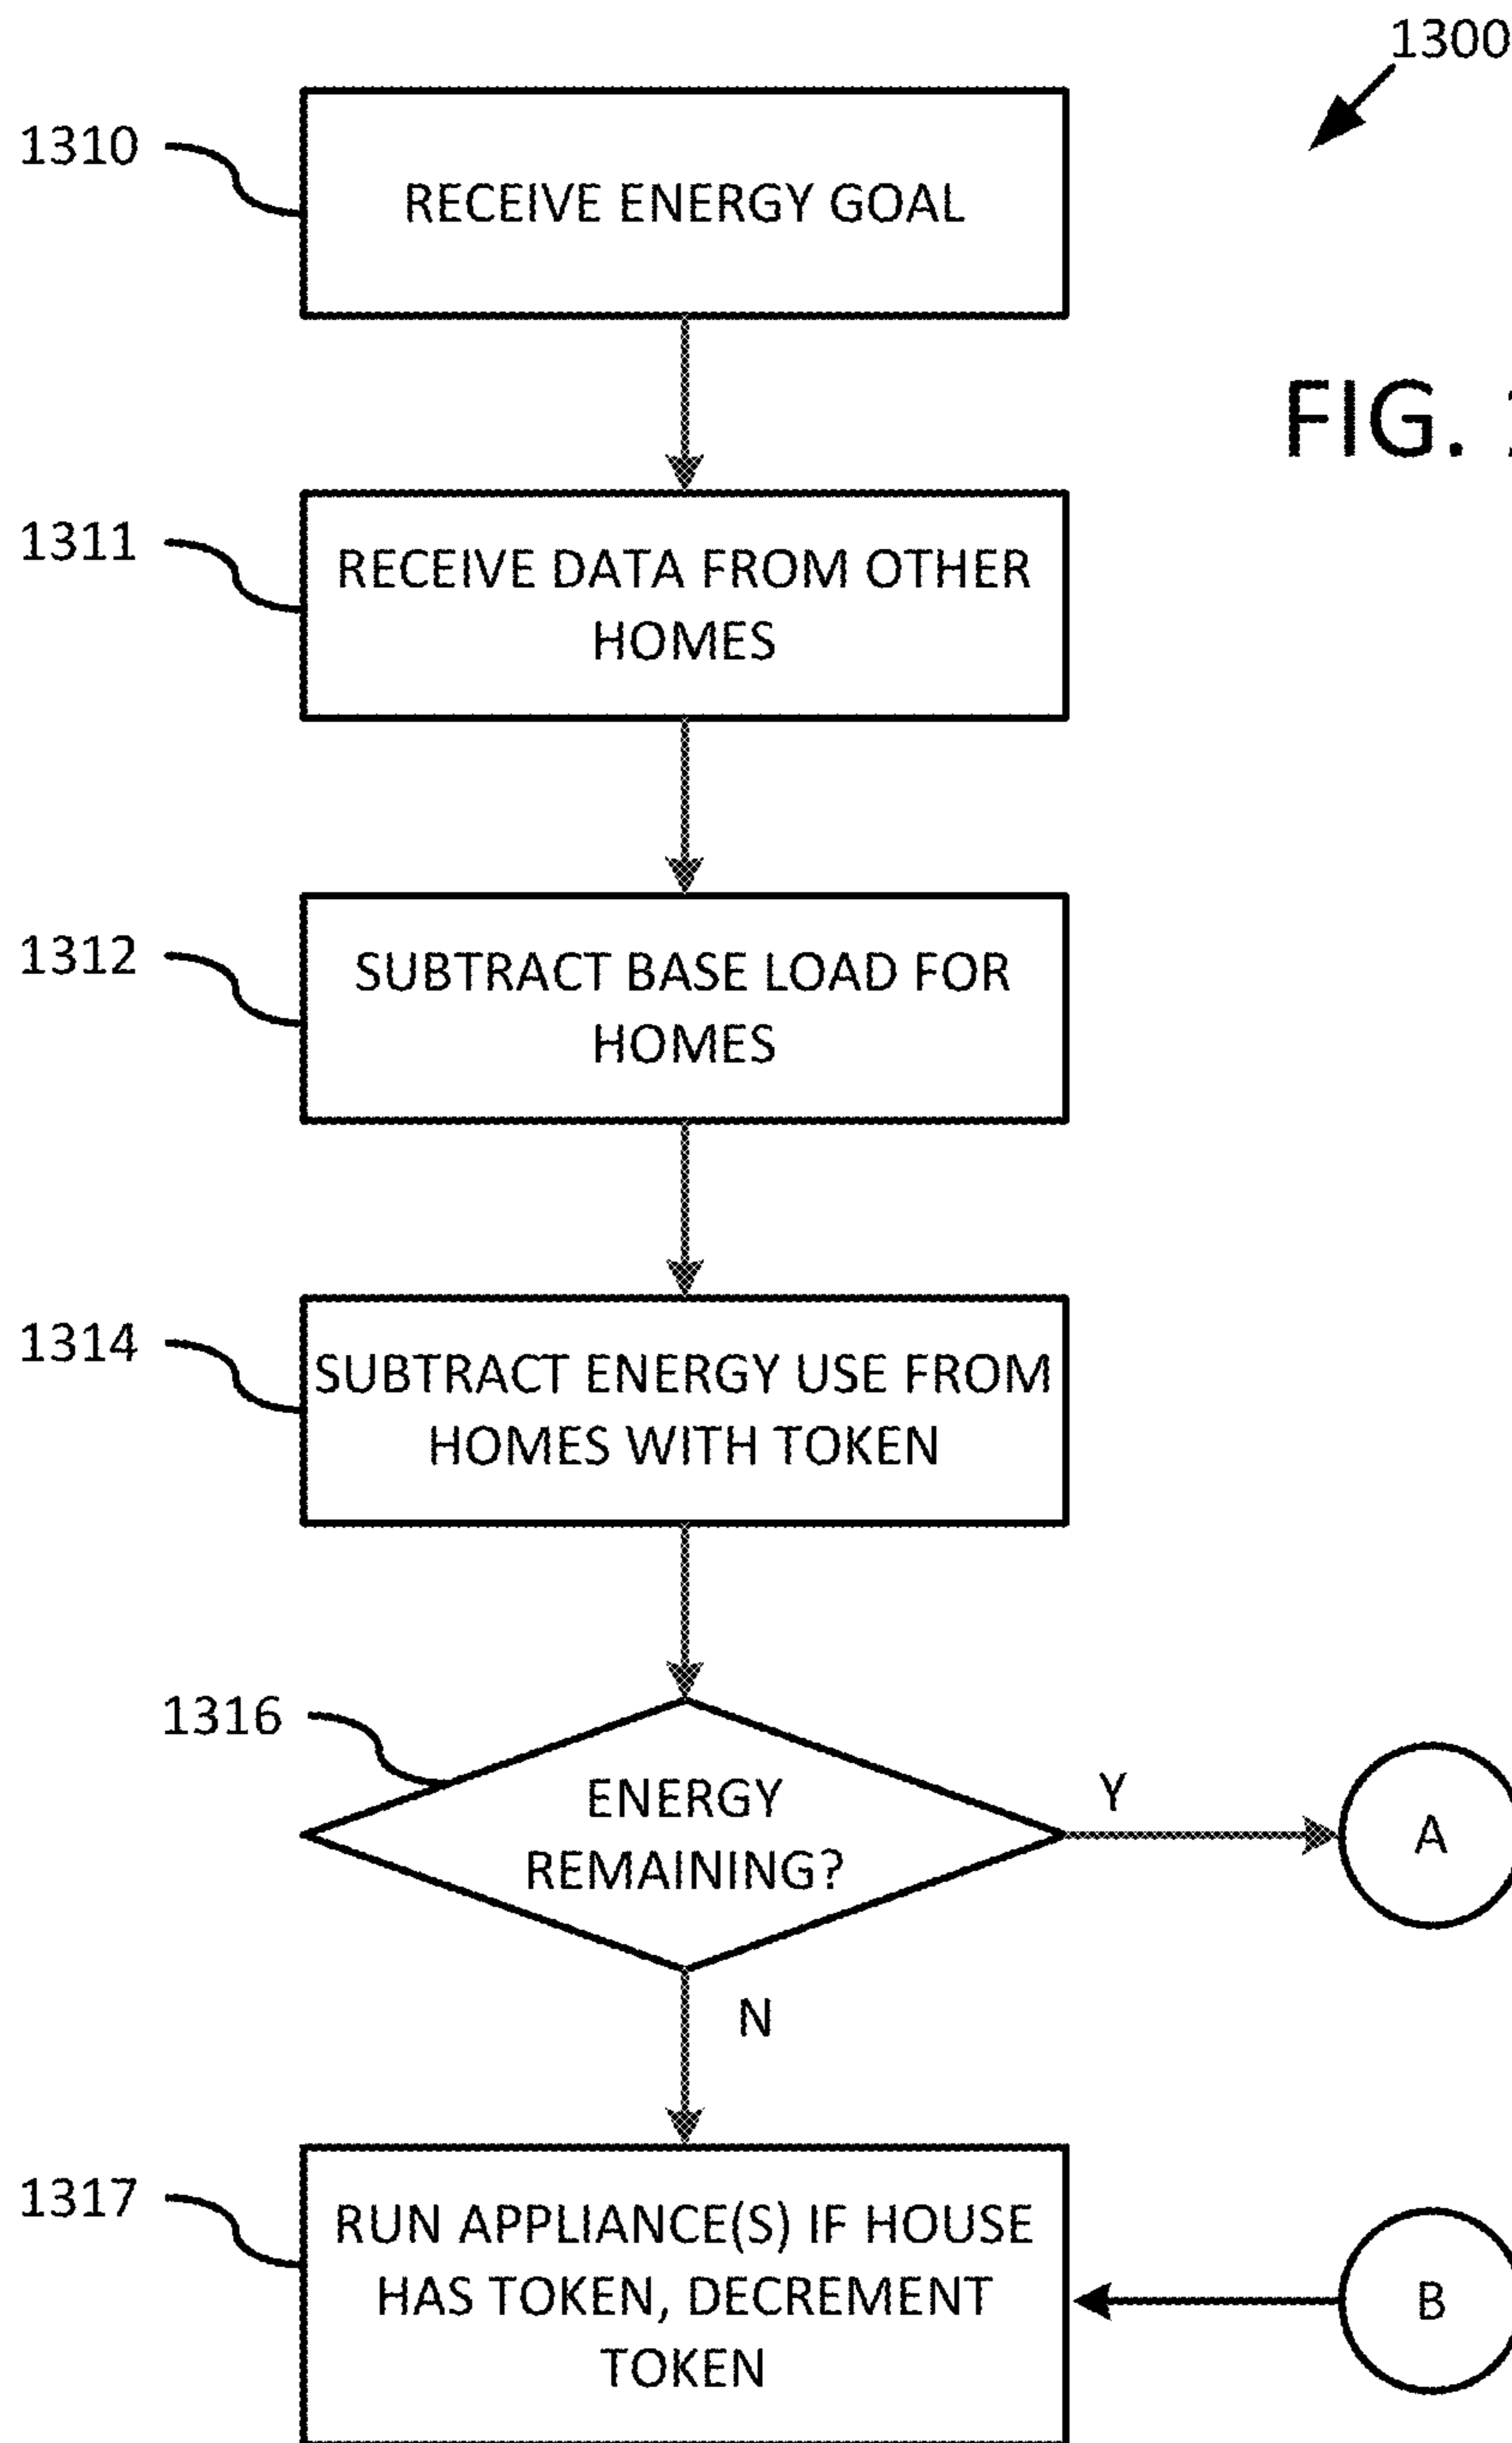 1300
1310
RECEIVE ENERGY GOAL
FIG.
1311
RECEIVE DATA FROM OTHER
HOMES
1312
SUBTRACT BASE LOAD FOR
HOMES
1314
SUBTRACT ENERGY USE FROM
HOMES WITH TOKEN
1316
ENERGY
REMAINING?
Y
A
N
1317
RUN APPLIANCE(S) IF HOUSE
HAS TOKEN, DECREMENT
TOKEN
B